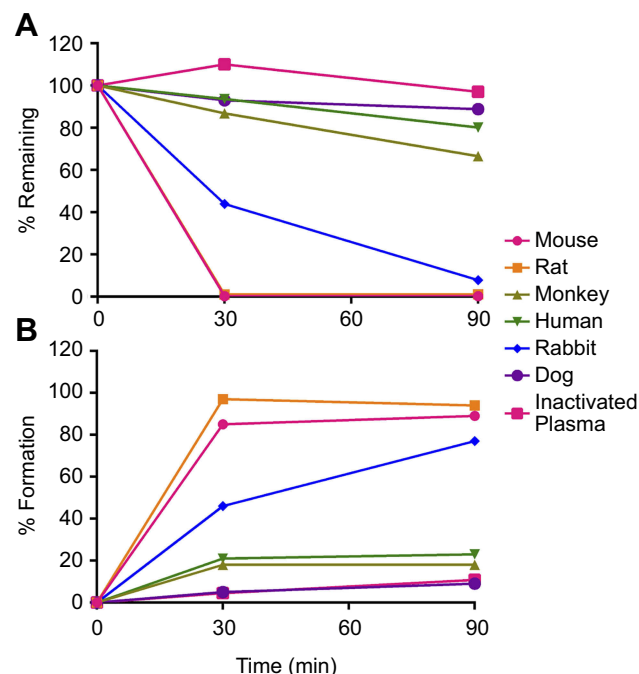 A
120
100
80
60
40
20
0
% Remaining
0 30 60 90
B
120
100
80
60
40
20
0
% Formation
0 30 60 90
Time (min)
Mouse
Rat
Monkey
Human
Rabbit
Dog
Inactivated
Plasma